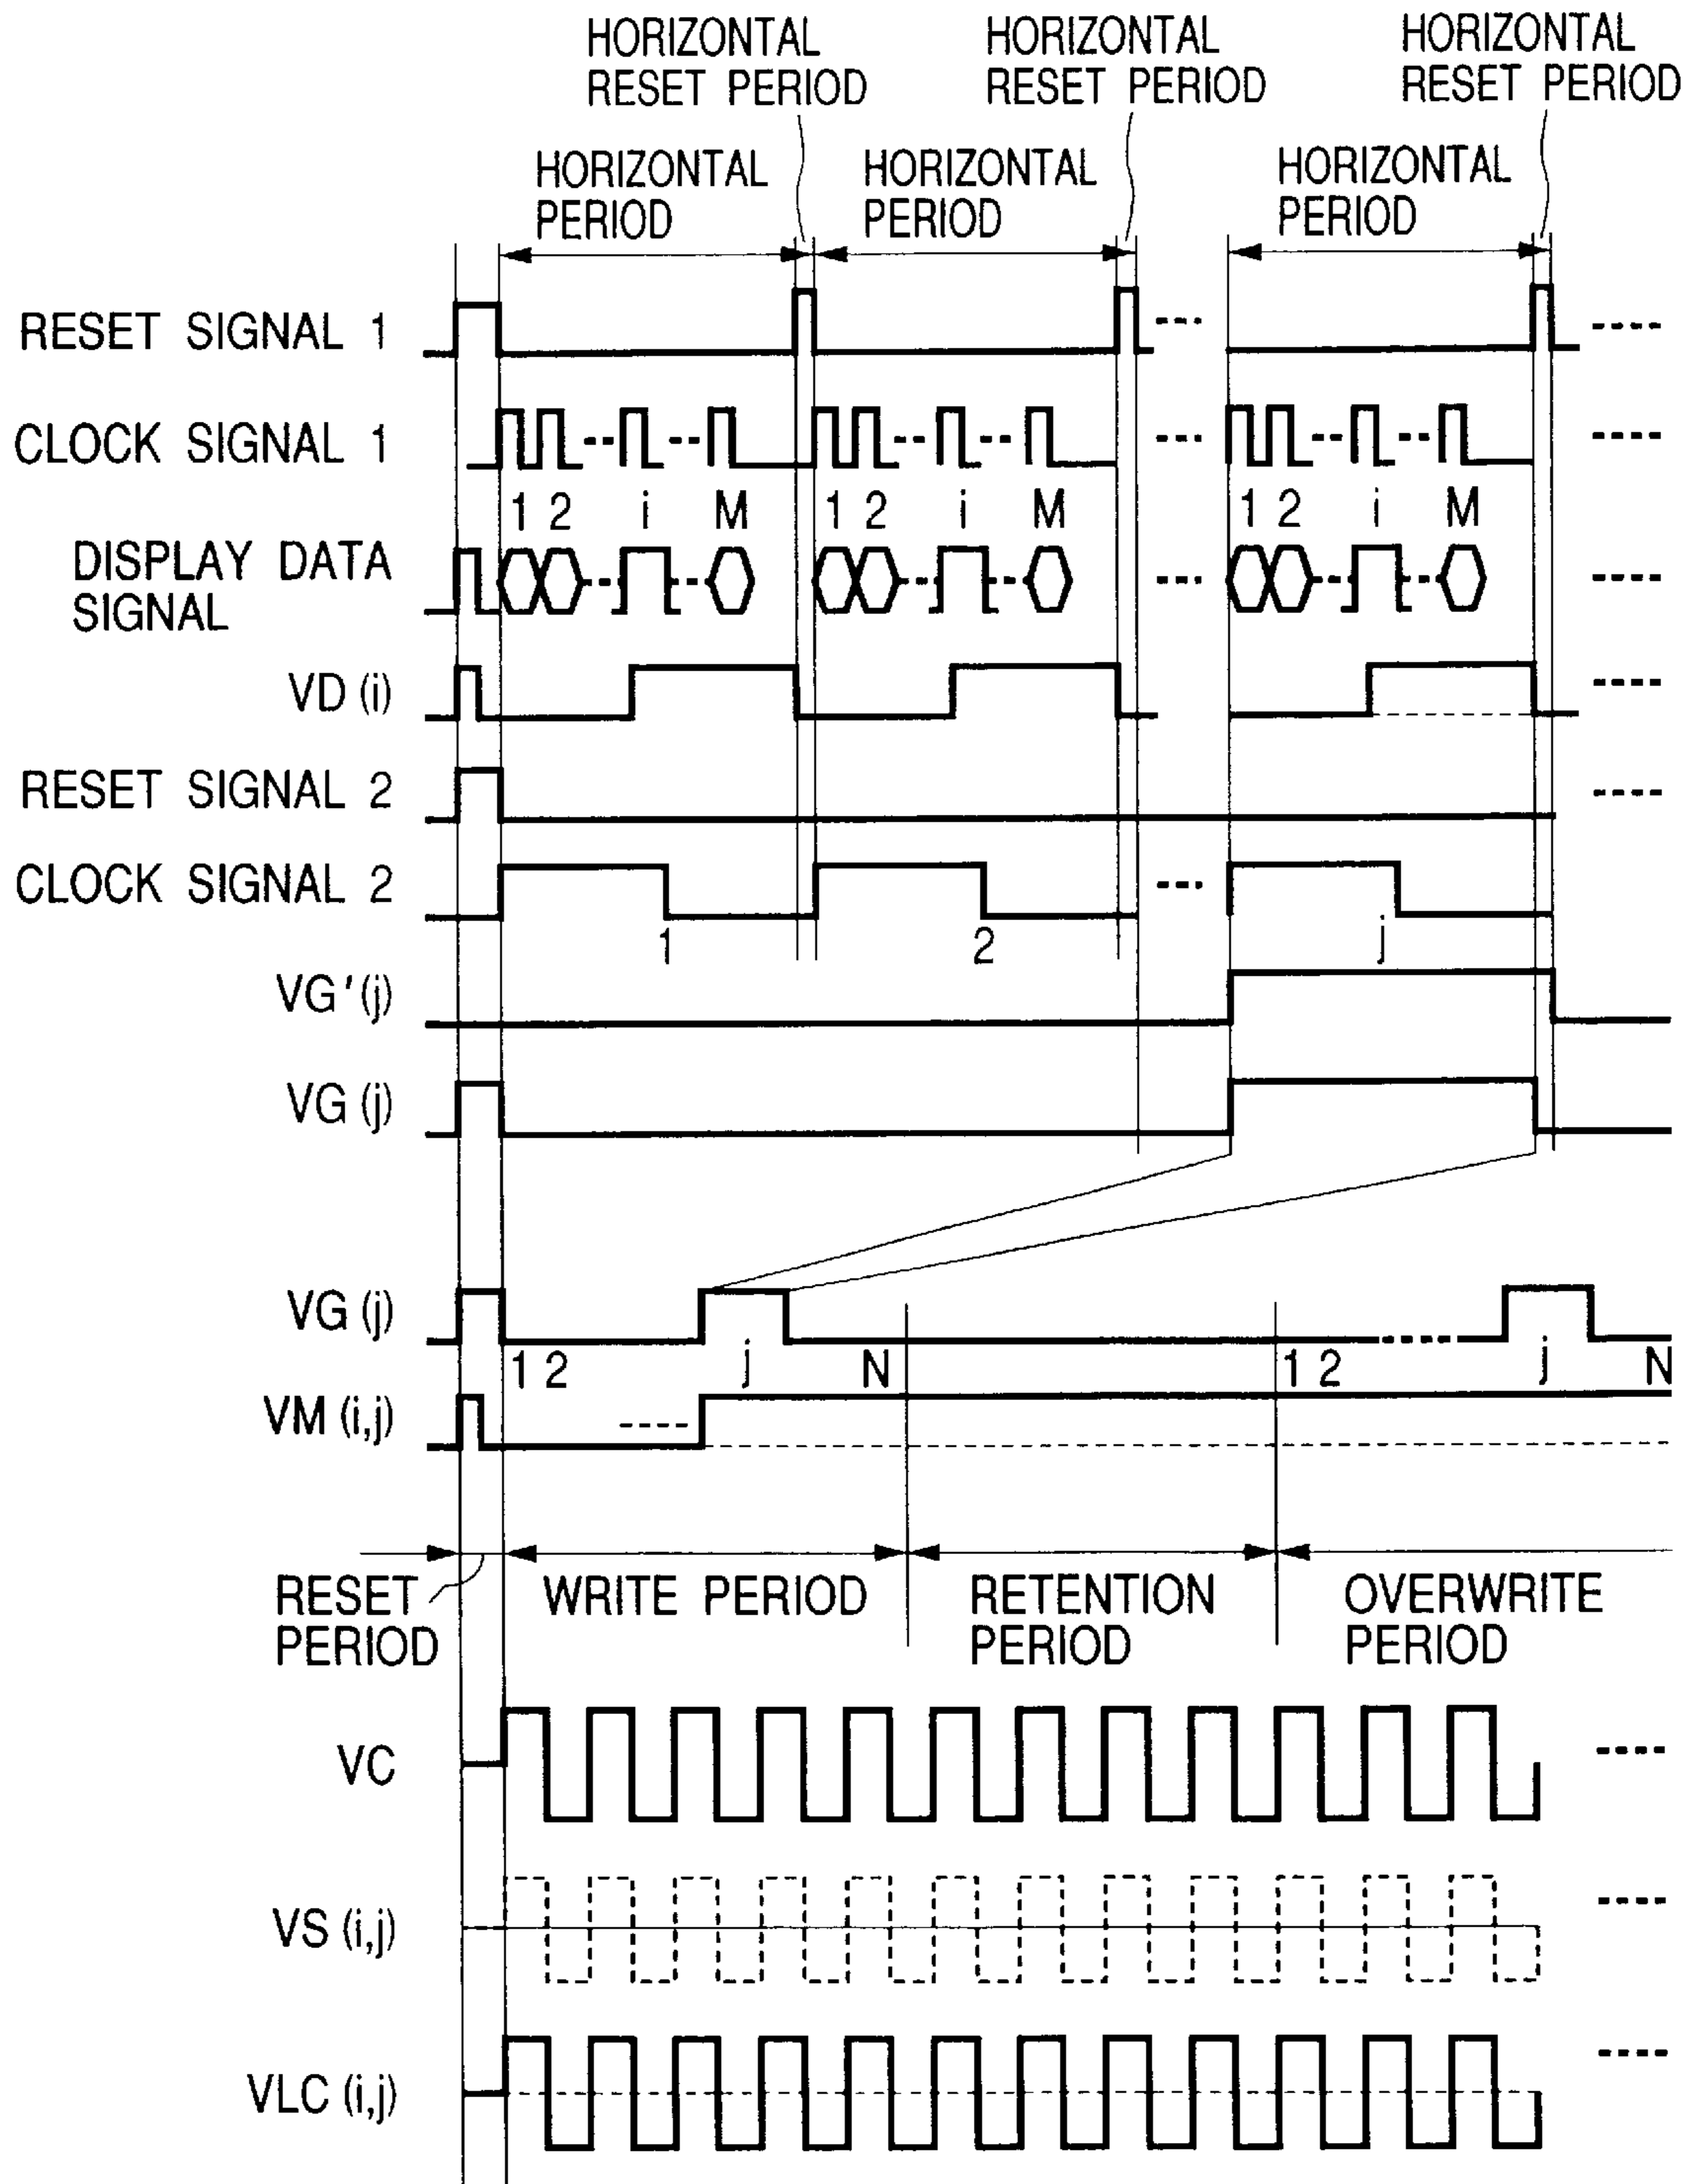 HORIZONTAL RESET PERIOD
HORIZONTAL RESET PERIOD
HORIZONTAL RESET PERIOD
HORIZONTAL PERIOD
HORIZONTAL PERIOD
HORIZONTAL PERIOD
RESET SIGNAL 1
CLOCK SIGNAL 1
1 2 i M 1 2 i M 1 2 i M
DISPLAY DATA
SIGNAL
VD (i)
RESET SIGNAL 2
CLOCK SIGNAL 2
1 2 j
VG'(j)
VG (j)
VG (j)
1 2 j N 1 2 j N
VM (i,j)
RESET PERIOD
WRITE PERIOD
RETENTION PERIOD
OVERWRITE PERIOD
VC
VS (i,j)
VLC (i,j)